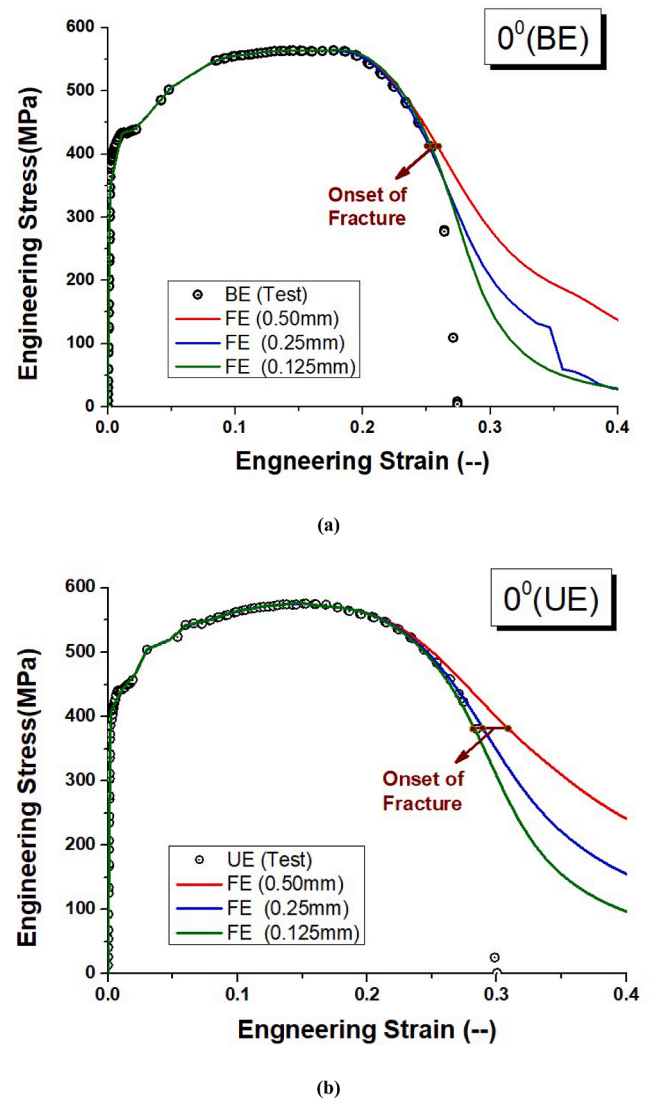 600
0⁰(BE)
500
400
Onset of
Fracture
300
200
BE (Test)
FE (0.50mm)
FE (0.25mm)
FE (0.125mm)
100
0
0.0 0.1 0.2 0.3 0.4
Engineering Stress(MPa)
Engneering Strain (--)
(a)
600
0⁰(UE)
500
400
Onset of
Fracture
300
200
UE (Test)
FE (0.50mm)
FE (0.25mm)
FE (0.125mm)
100
0
0.0 0.1 0.2 0.3 0.4
Engineering Stress(MPa)
Engneering Strain (--)
(b)